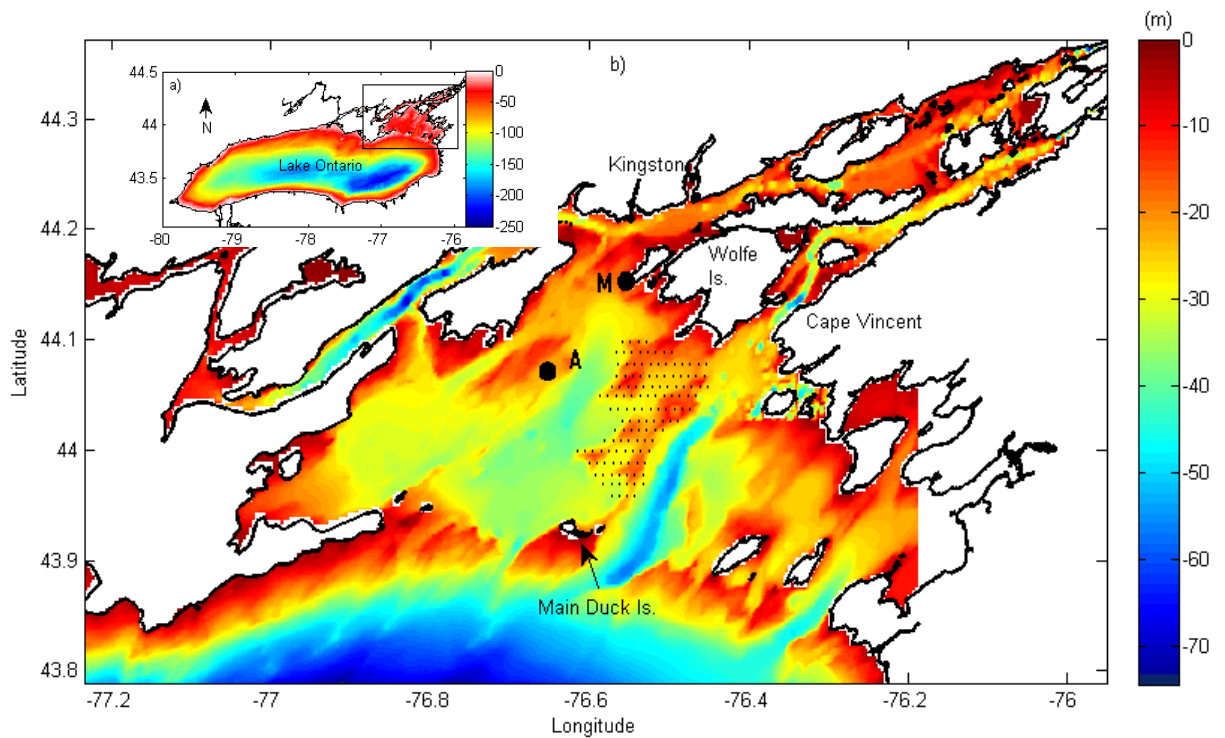 (m)
b)
0
-10
-20
-30
-40
-50
-60
-70
44.5
44
43.5
a)
N
Lake Ontario
0
-50
-100
-150
-200
-250
-80
-79
-78
-77
-76
44.3
44.2
44.1
44
43.9
43.8
Latitude
Kingston
Wolfe
Is.
M
Cape Vincent
A
Main Duck Is.
-77.2
-77
-76.8
-76.6
-76.4
-76.2
-76
Longitude